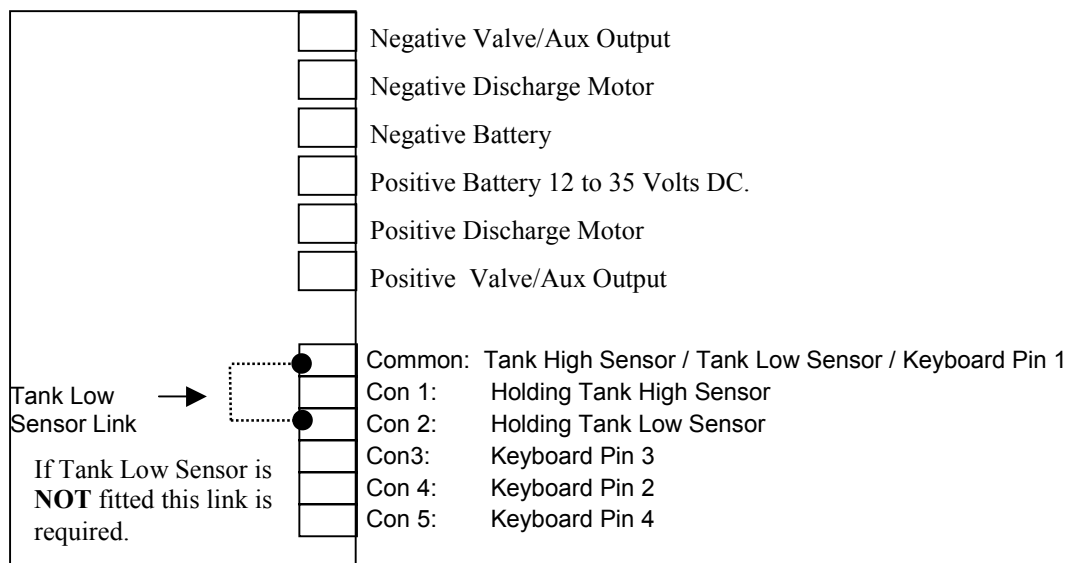 Negative Valve/Aux Output
Negative Discharge Motor
Negative Battery
Positive Battery 12 to 35 Volts DC.
Positive Discharge Motor
Positive Valve/Aux Output
Common: Tank High Sensor / Tank Low Sensor / Keyboard Pin 1
Con 1: Holding Tank High Sensor
Con 2: Holding Tank Low Sensor
Con3: Keyboard Pin 3
Con 4: Keyboard Pin 2
Con 5: Keyboard Pin 4
Tank Low
Sensor Link
If Tank Low Sensor is
NOT fitted this link is
required.